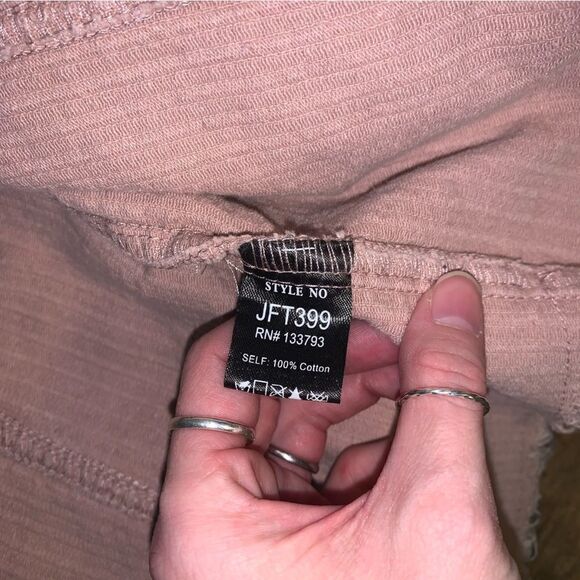 STYLE NO
JFT399
RN# 133793
SELF: 100% Cotton